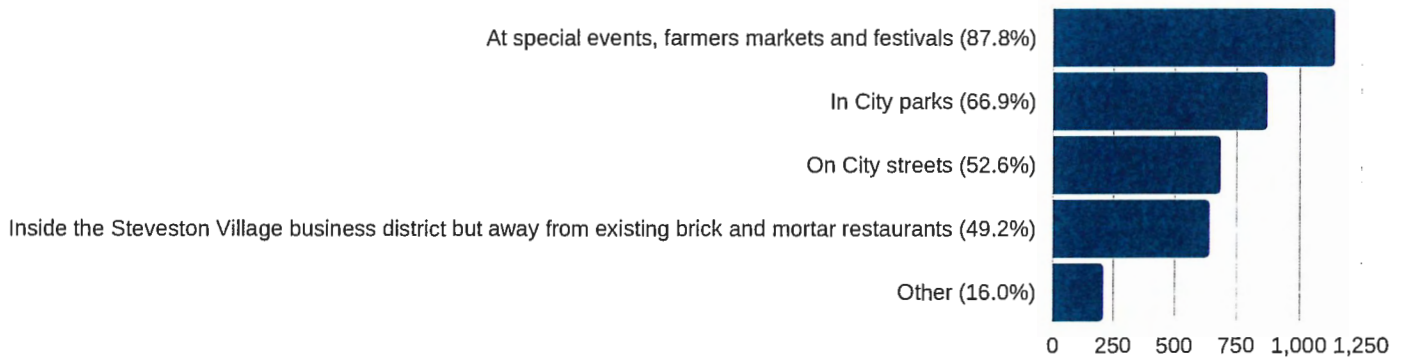 At special events, farmers markets and festivals (87.8%)
In City parks (66.9%)
On City streets (52.6%)
Inside the Steveston Village business district but away from existing brick and mortar restaurants (49.2%)
Other (16.0%)
0 250 500 750 1,000 1,250